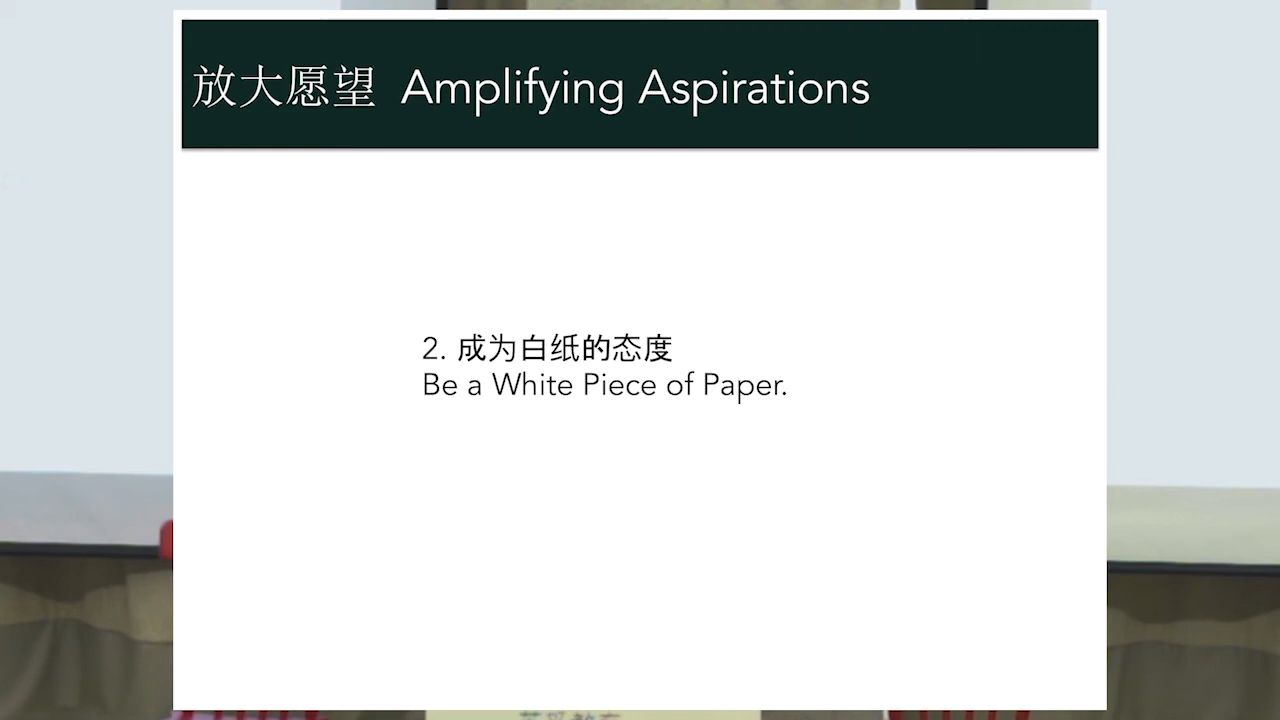 放大愿望 Amplifying Aspirations
2. 成为白纸的态度
Be a White Piece of Paper.